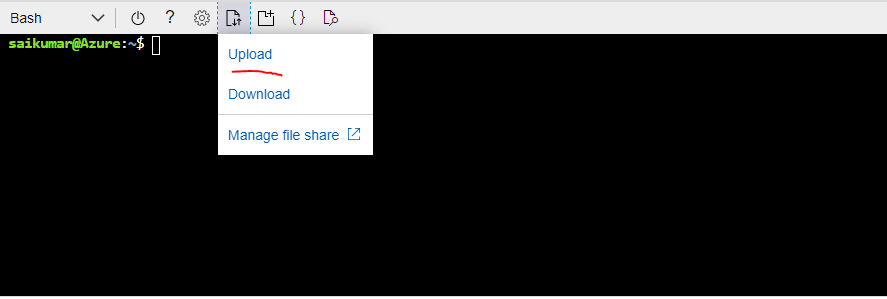 Bash
?
{}
saikumar@Azure:~$
Upload
Download
Manage file share